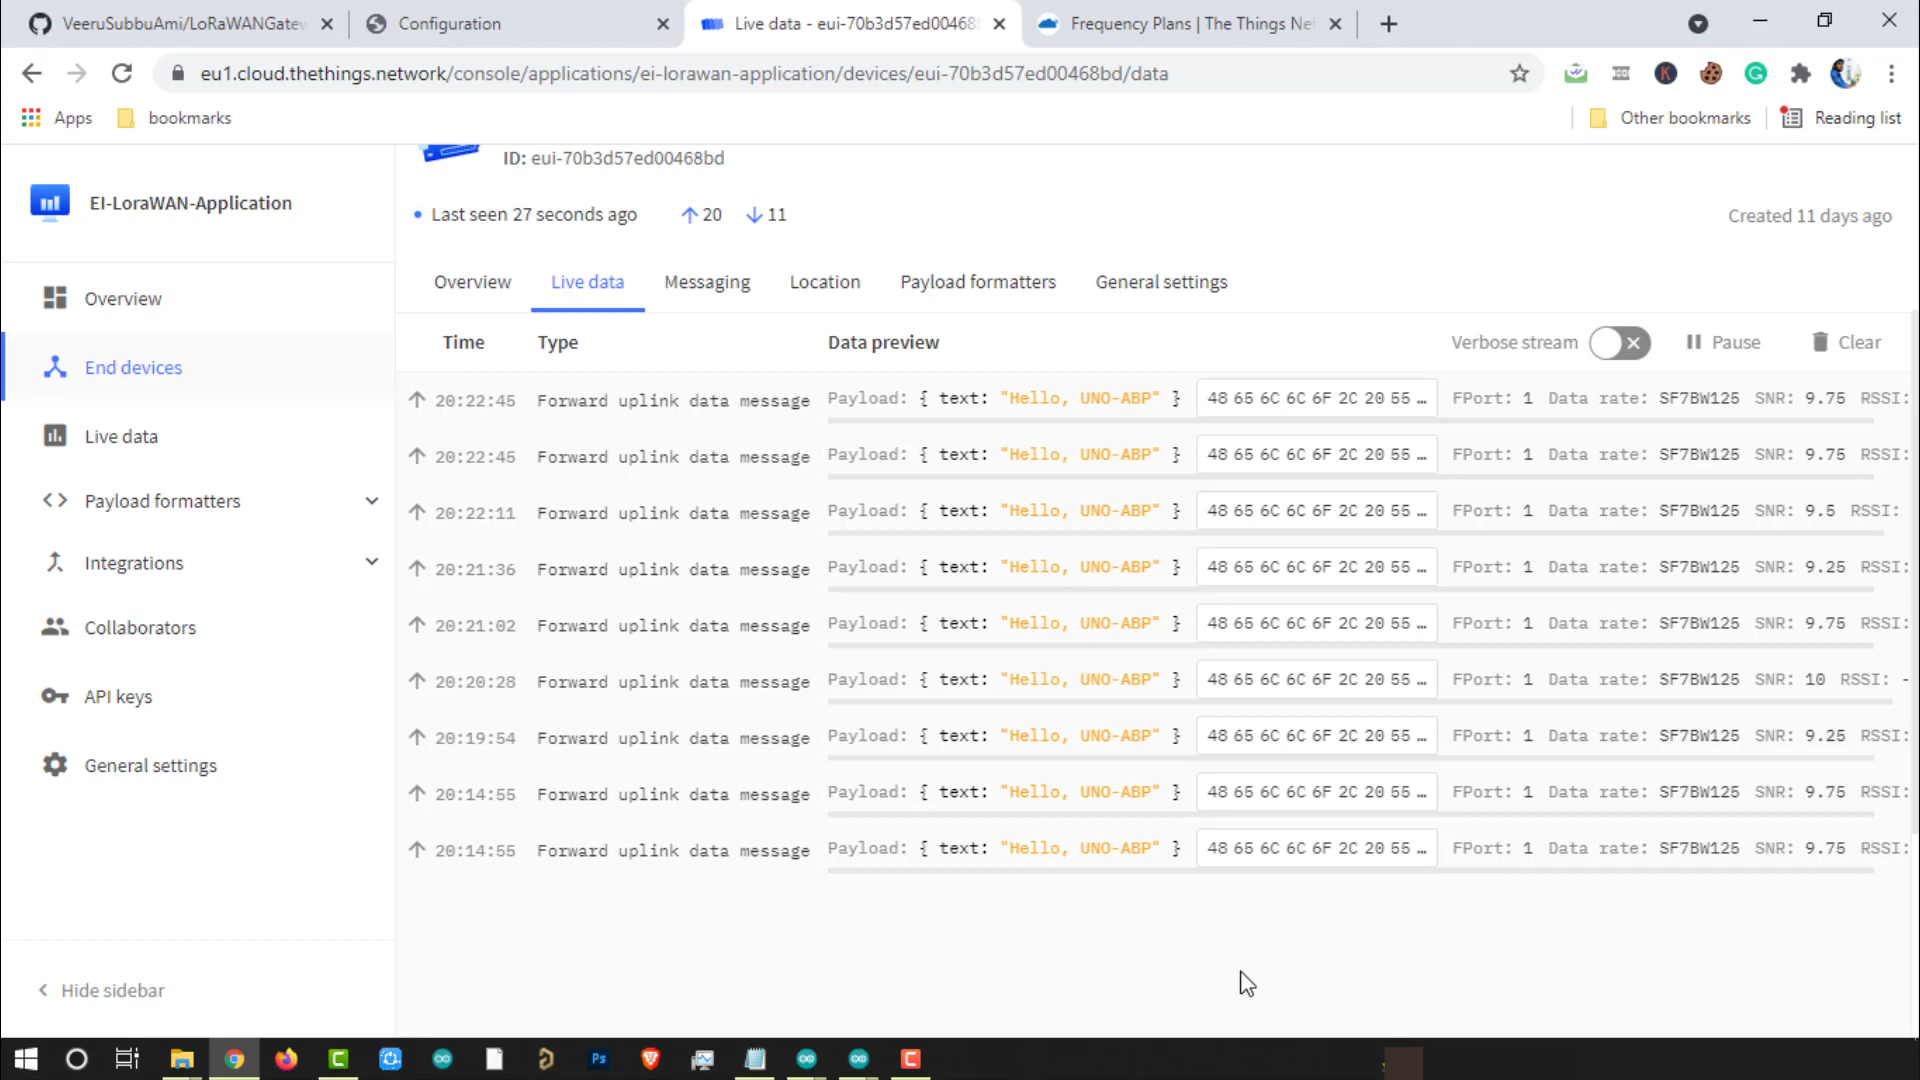 VeeruSubbuAmi/LoRaWANGatew
Configuration
Live data - eui-70b3d57ed00468
Frequency Plans | The Things Net
eu1.cloud.thethings.network/console/applications/ei-lorawan-application/devices/eui-70b3d57ed00468bd/data
Apps
bookmarks
Other bookmarks
Reading list
ID: eui-70b3d57ed00468bd
EI-LoraWAN-Application
Last seen 27 seconds ago ↑ 20 ↓ 11
Created 11 days ago
Overview
Live data
Messaging
Location
Payload formatters
General settings
Overview
End devices
Live data
Payload formatters
Integrations
Collaborators
API keys
General settings
Hide sidebar
Time Type Data preview Verbose stream Pause Clear
20:22:45 Forward uplink data message Payload: { text: "Hello, UNO-ABP" } 48 65 6C 6C 6F 2C 20 55 … FPort: 1 Data rate: SF7BW125 SNR: 9.75 RSSI:
20:22:45 Forward uplink data message Payload: { text: "Hello, UNO-ABP" } 48 65 6C 6C 6F 2C 20 55 … FPort: 1 Data rate: SF7BW125 SNR: 9.75 RSSI:
20:22:11 Forward uplink data message Payload: { text: "Hello, UNO-ABP" } 48 65 6C 6C 6F 2C 20 55 … FPort: 1 Data rate: SF7BW125 SNR: 9.5 RSSI:
20:21:36 Forward uplink data message Payload: { text: "Hello, UNO-ABP" } 48 65 6C 6C 6F 2C 20 55 … FPort: 1 Data rate: SF7BW125 SNR: 9.25 RSSI:
20:21:02 Forward uplink data message Payload: { text: "Hello, UNO-ABP" } 48 65 6C 6C 6F 2C 20 55 … FPort: 1 Data rate: SF7BW125 SNR: 9.75 RSSI:
20:20:28 Forward uplink data message Payload: { text: "Hello, UNO-ABP" } 48 65 6C 6C 6F 2C 20 55 … FPort: 1 Data rate: SF7BW125 SNR: 10 RSSI: -
20:19:54 Forward uplink data message Payload: { text: "Hello, UNO-ABP" } 48 65 6C 6C 6F 2C 20 55 … FPort: 1 Data rate: SF7BW125 SNR: 9.25 RSSI:
20:14:55 Forward uplink data message Payload: { text: "Hello, UNO-ABP" } 48 65 6C 6C 6F 2C 20 55 … FPort: 1 Data rate: SF7BW125 SNR: 9.75 RSSI:
20:14:55 Forward uplink data message Payload: { text: "Hello, UNO-ABP" } 48 65 6C 6C 6F 2C 20 55 … FPort: 1 Data rate: SF7BW125 SNR: 9.75 RSSI:
Ps